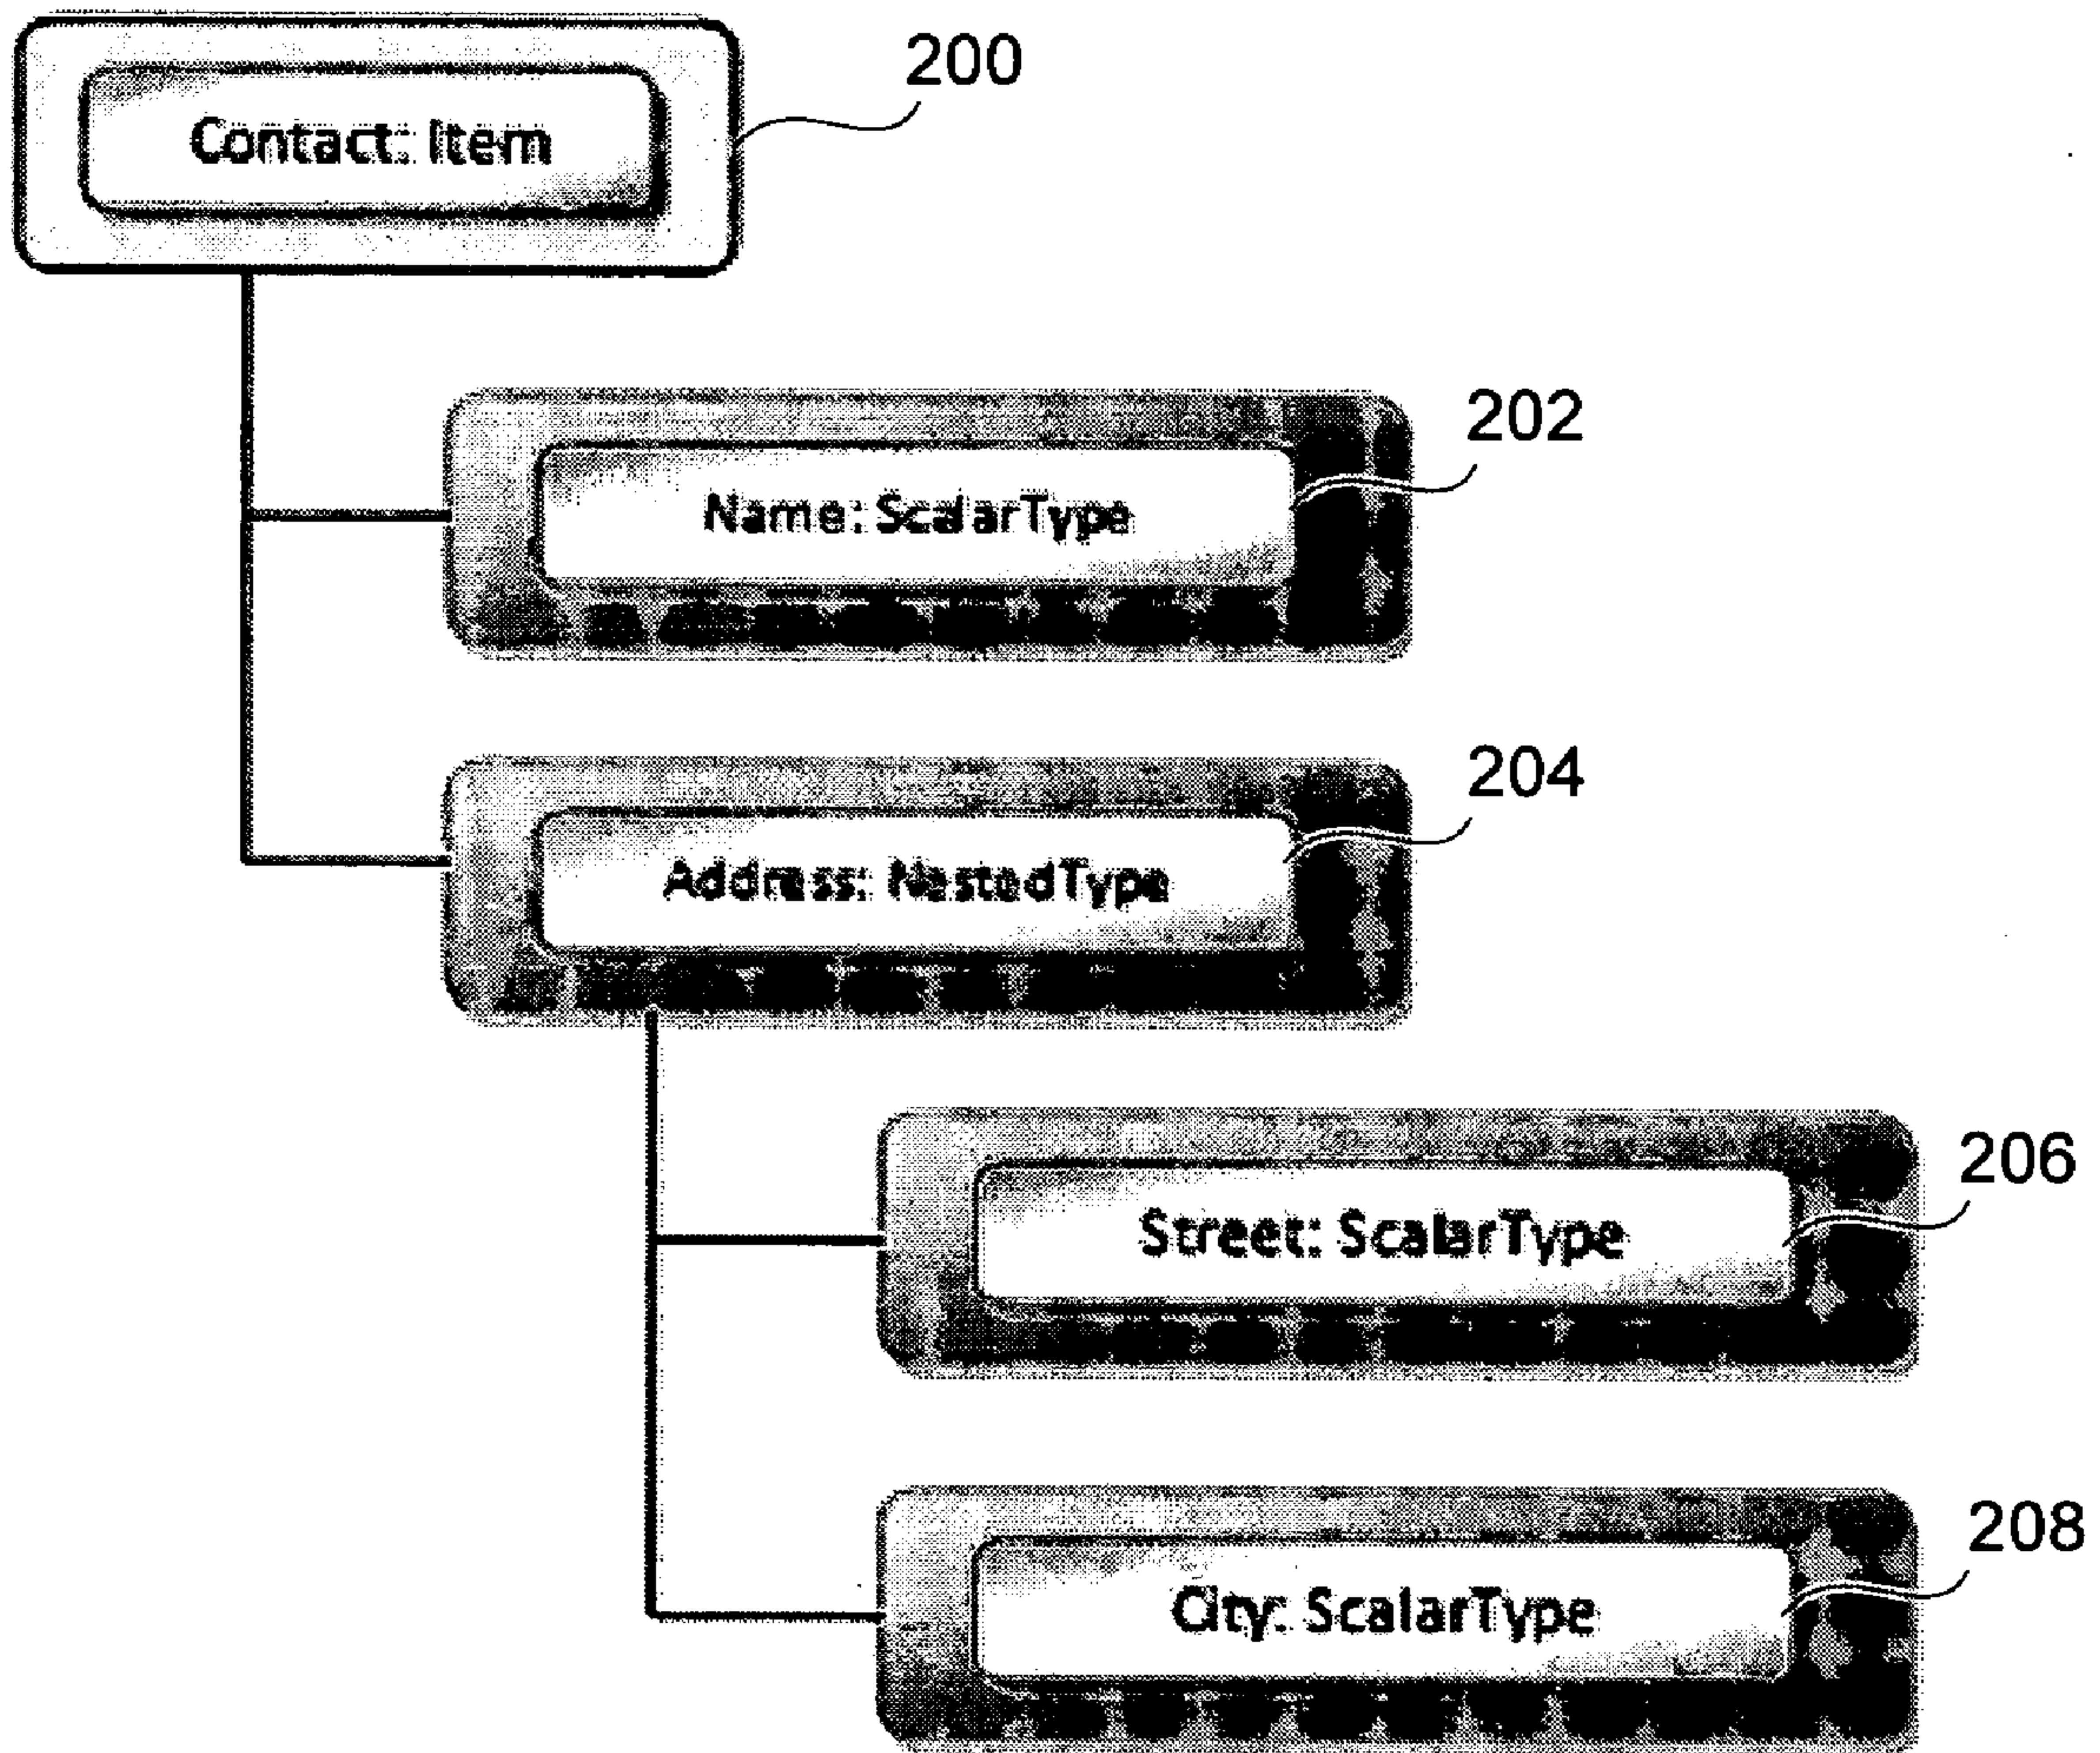 200
Contact: Item
202
Name: ScalarType
204
Address: NestedType
206
Street: ScalarType
208
City: ScalarType